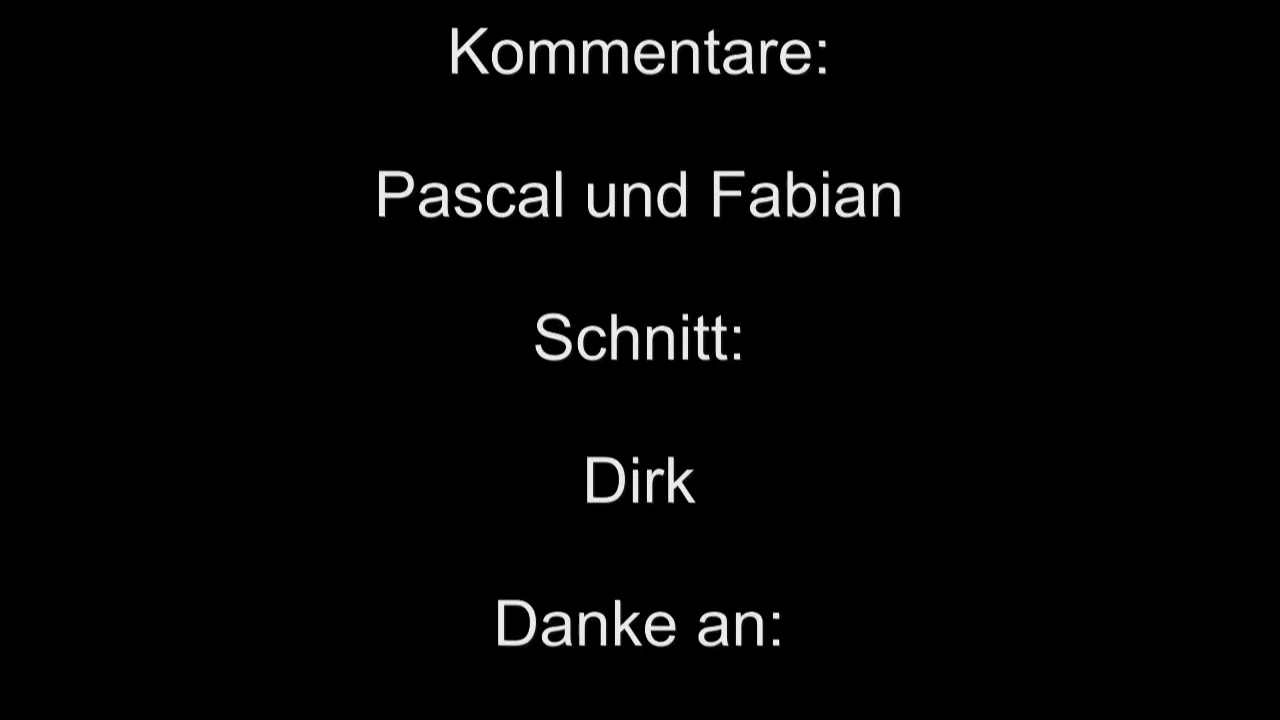 Kommentare:
Pascal und Fabian
Schnitt:
Dirk
Danke an: